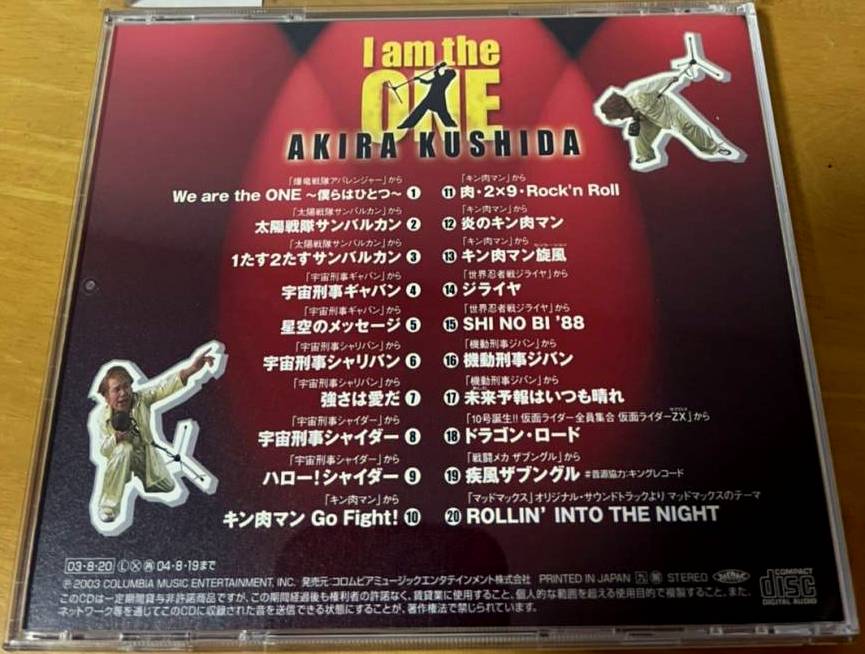 I am the
ONE
AKIRA KUSHIDA
「爆竜戦隊アバレンジャー」から
We are the ONE ～僕らはひとつ～ 1
「太陽戦隊サンバルカン」から
太陽戦隊サンバルカン 2
「太陽戦隊サンバルカン」から
1たす2たすサンバルカン 3
「宇宙刑事ギャバン」から
宇宙刑事ギャバン 4
「宇宙刑事ギャバン」から
星空のメッセージ 5
「宇宙刑事シャリバン」から
宇宙刑事シャリバン 6
「宇宙刑事シャリバン」から
強さは愛だ 7
「宇宙刑事シャイダー」から
宇宙刑事シャイダー 8
「宇宙刑事シャイダー」から
ハロー!シャイダー 9
「キン肉マン」から
キン肉マン Go Fight! 10
「キン肉マン」から
11 肉・2×9・Rock'n Roll
「キン肉マン」から
12 炎のキン肉マン
「キン肉マン」から
13 キン肉マン旋風
「世界忍者戦ジライヤ」から
14 ジライヤ
「世界忍者戦ジライヤ」から
15 SHI NO BI '88
「機動刑事ジバン」から
16 機動刑事ジバン
「機動刑事ジバン」から
17 未来予報はいつも晴れ
「10号誕生!! 仮面ライダー全員集合 仮面ライダーZX」から
18 ドラゴン・ロード
「戦闘メカ ザブングル」から
19 疾風ザブングル #音源協力:キングレコード
「マッドマックス」オリジナル・サウンドトラックより マッドマックスのテーマ
20 ROLLIN' INTO THE NIGHT
03・8・20 L X 再 04・8・19まで
℗2003 COLUMBIA MUSIC ENTERTAINMENT, INC. 発売元:コロムビアミュージックエンタテインメント株式会社 PRINTED IN JAPAN STEREO
COMPACT
disc
DIGITAL AUDIO
このCDは一定期間貸与非許諾商品ですが、この期間経過後も権利者の許諾なく、賃貸業に使用すること、個人的な範囲を超える使用目的で複製すること、また、
ネットワーク等を通じてこのCDに収録された音を送信できる状態にすることが、著作権法で禁じられています。